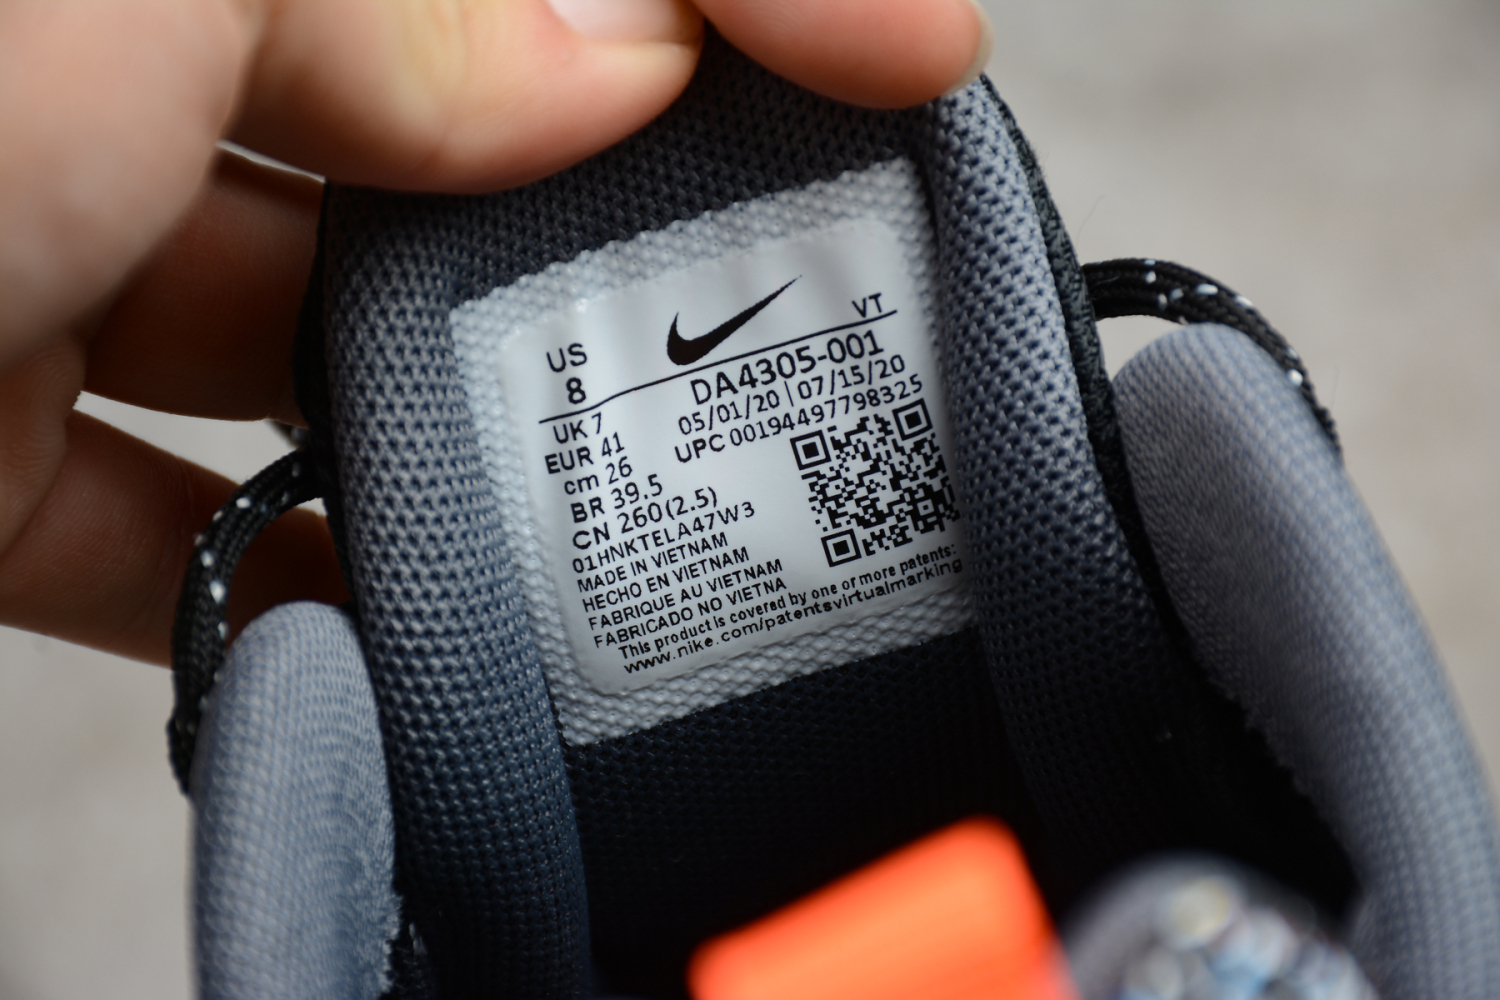 VT
US
8
DA4305-001
05/01/20 | 07/15/20
UPC 00194497798325
UK 7
EUR 41
cm 26
BR 39.5
CN 260(2.5)
01HNKTELA47W3
MADE IN VIETNAM
HECHO EN VIETNAM
FABRIQUE AU VIETNAM
FABRICADO NO VIETNA
This product is covered by one or more patents:
www.nike.com/patentsvirtualmarking